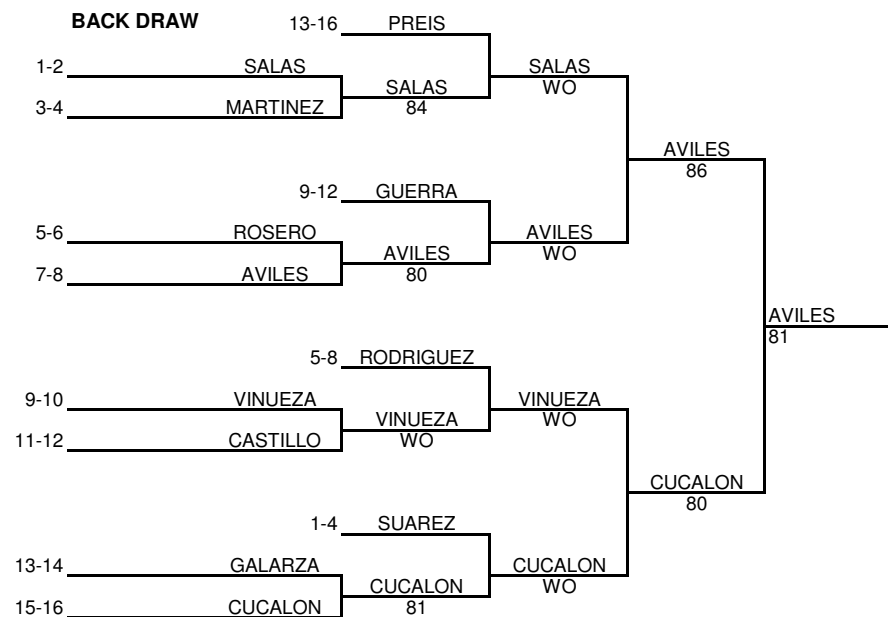 BACK DRAW 13-16 PREIS
1-2 SALAS SALAS
SALAS WO
3-4 MARTINEZ 84
AVILES
86
9-12 GUERRA
5-6 ROSERO AVILES
AVILES WO
7-8 AVILES 80
AVILES
81
5-8 RODRIGUEZ
9-10 VINUEZA VINUEZA
VINUEZA WO
11-12 CASTILLO WO
CUCALON
80
1-4 SUAREZ
13-14 GALARZA CUCALON
CUCALON WO
15-16 CUCALON 81